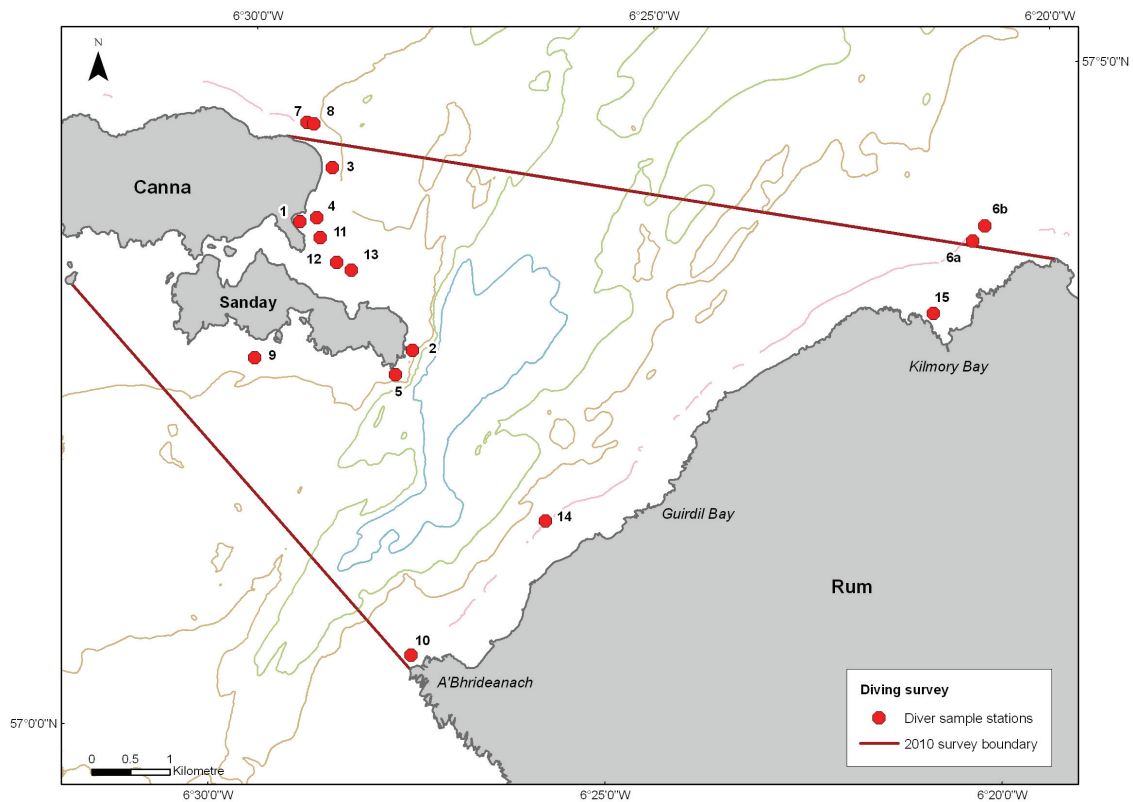 6°30'0"W 6°25'0"W 6°20'0"W
57°5'0"N
N
7 8
3
Canna
1 4
11
12 13
6b
6a
Sanday
15
2
9
Kilmory Bay
5
14
Guirdil Bay
Rum
10
A'Bhrideanach
Diving survey
Diver sample stations
2010 survey boundary
57°0'0"N
0 0.5 1
Kilometre
6°30'0"W 6°25'0"W 6°20'0"W